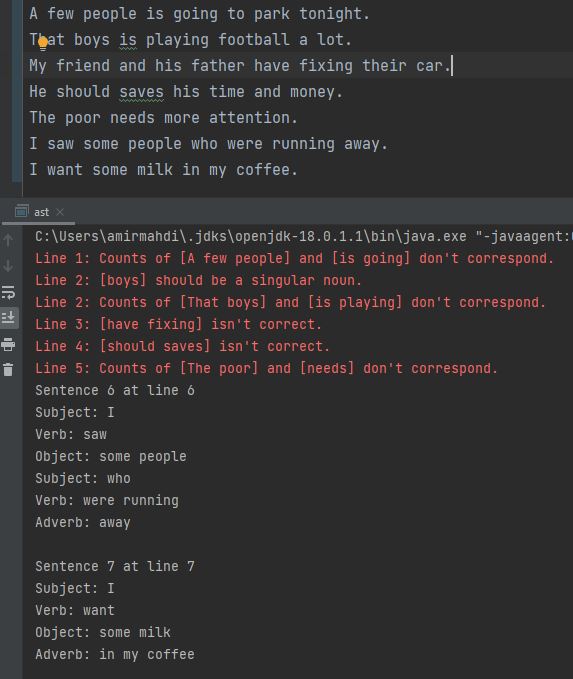 A few people is going to park tonight.
That boys is playing football a lot.
My friend and his father have fixing their car.
He should saves his time and money.
The poor needs more attention.
I saw some people who were running away.
I want some milk in my coffee.
ast
C:\Users\amirmahdi\.jdks\openjdk-18.0.1.1\bin\java.exe "-javaagent:
Line 1: Counts of [A few people] and [is going] don't correspond.
Line 2: [boys] should be a singular noun.
Line 2: Counts of [That boys] and [is playing] don't correspond.
Line 3: [have fixing] isn't correct.
Line 4: [should saves] isn't correct.
Line 5: Counts of [The poor] and [needs] don't correspond.
Sentence 6 at line 6
Subject: I
Verb: saw
Object: some people
Subject: who
Verb: were running
Adverb: away
Sentence 7 at line 7
Subject: I
Verb: want
Object: some milk
Adverb: in my coffee